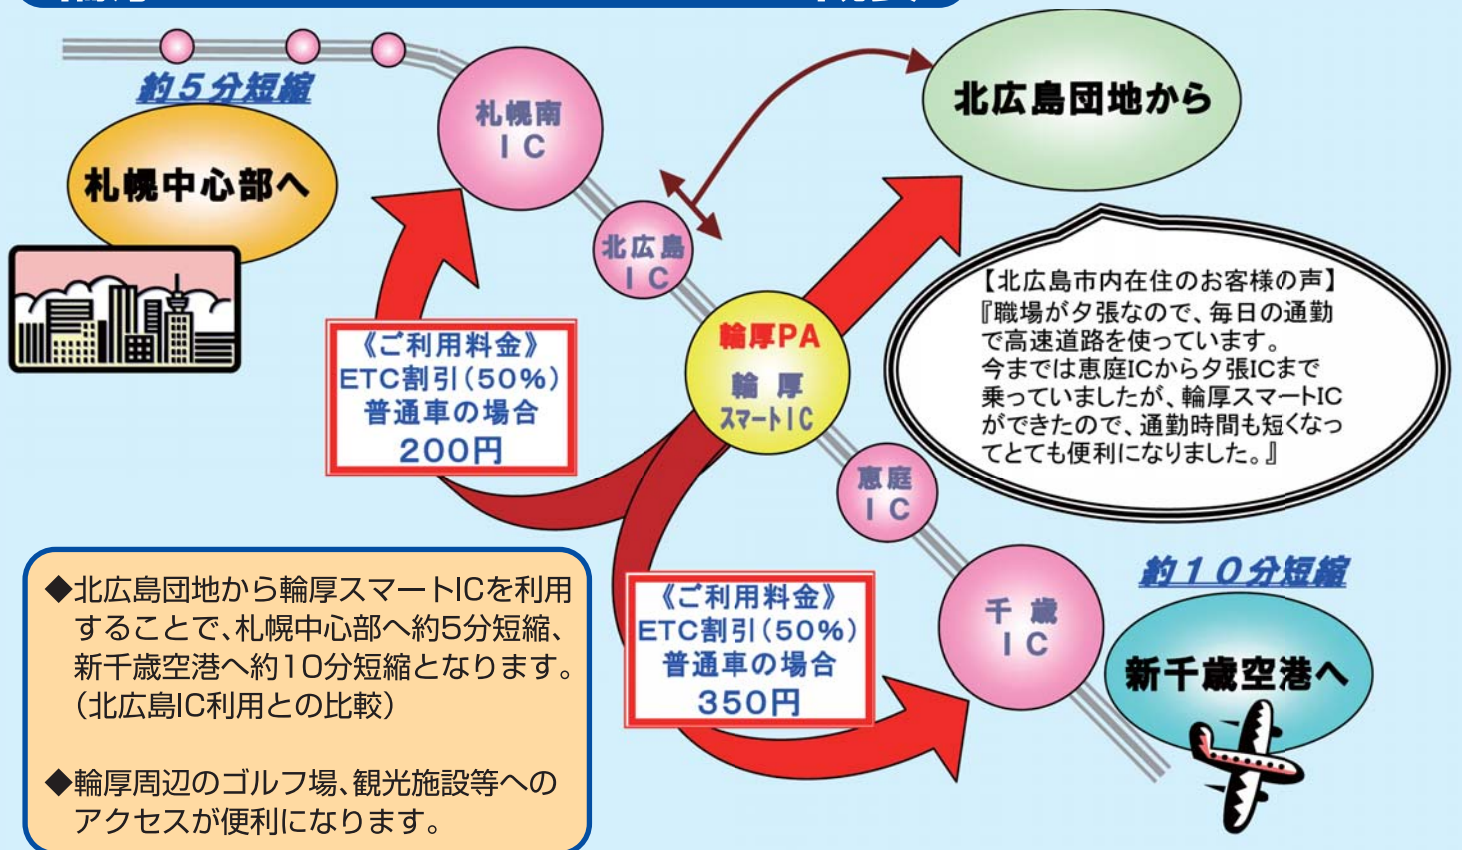 約5分短縮
札幌中心部へ
札幌南
IC
北広島団地から
北広島
IC
輪厚PA
輪厚
スマートIC
恵庭
IC
千歳
IC
【北広島市内在住のお客様の声】
『職場が夕張なので、毎日の通勤
で高速道路を使っています。
今までは恵庭ICから夕張ICまで
乗っていましたが、輪厚スマートIC
ができたので、通勤時間も短くなっ
てとても便利になりました。』
《ご利用料金》
ETC割引(50%)
普通車の場合
200円
《ご利用料金》
ETC割引(50%)
普通車の場合
350円
約10分短縮
新千歳空港へ
◆北広島団地から輪厚スマートICを利用
することで、札幌中心部へ約5分短縮、
新千歳空港へ約10分短縮となります。
(北広島IC利用との比較)
◆輪厚周辺のゴルフ場、観光施設等への
アクセスが便利になります。